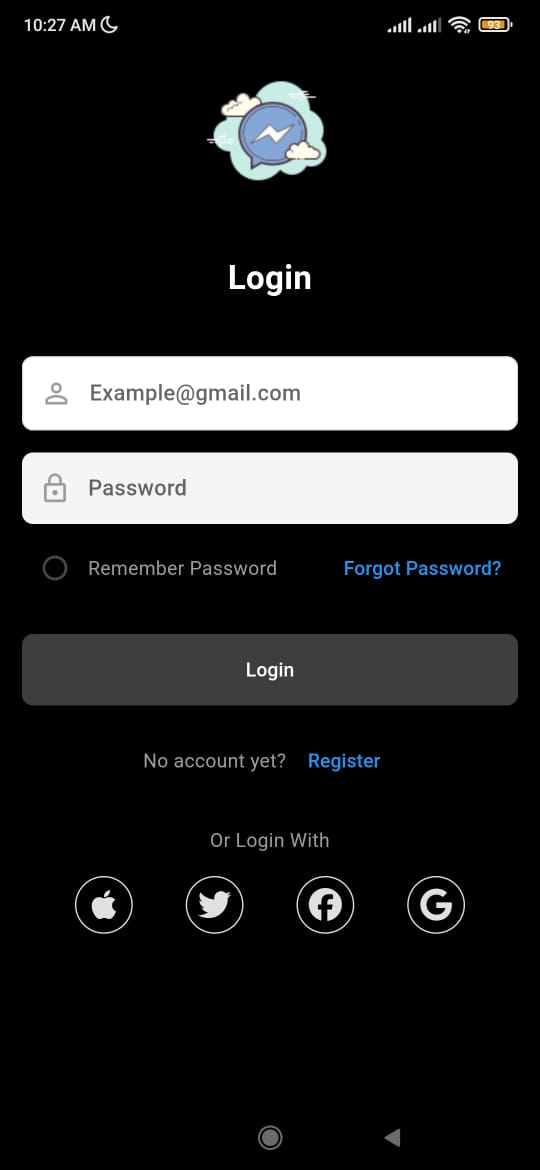 10:27 AM
93
Login
Example@gmail.com
Password
Remember Password Forgot Password?
Login
No account yet? Register
Or Login With